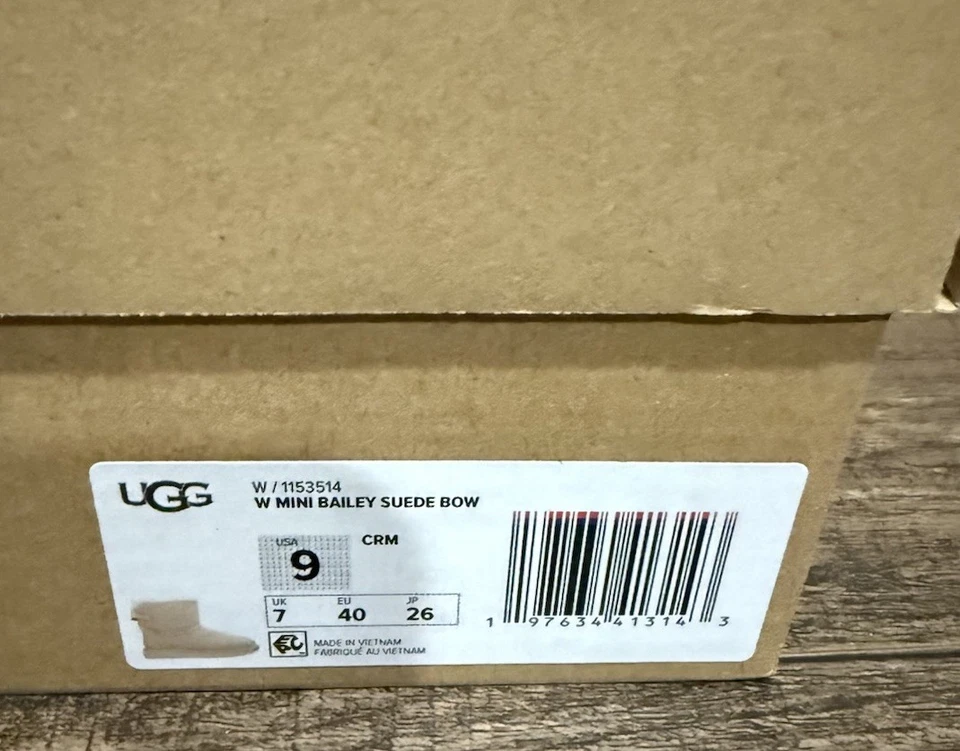 UGG
W / 1153514
W MINI BAILEY SUEDE BOW
USA
9
CRM
UK EU JP
7 40 26
MADE IN VIETNAM
FABRIQUÉ AU VIETNAM
1 97634 41314 3